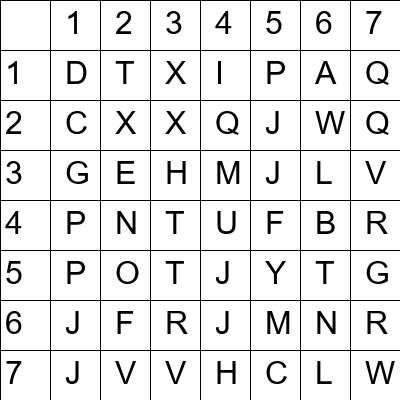 1 2 3 4 5 6 7
1 D T X I P A Q
2 C X X Q J W Q
3 G E H M J L V
4 P N T U F B R
5 P O T J Y T G
6 J F R J M N R
7 J V V H C L W